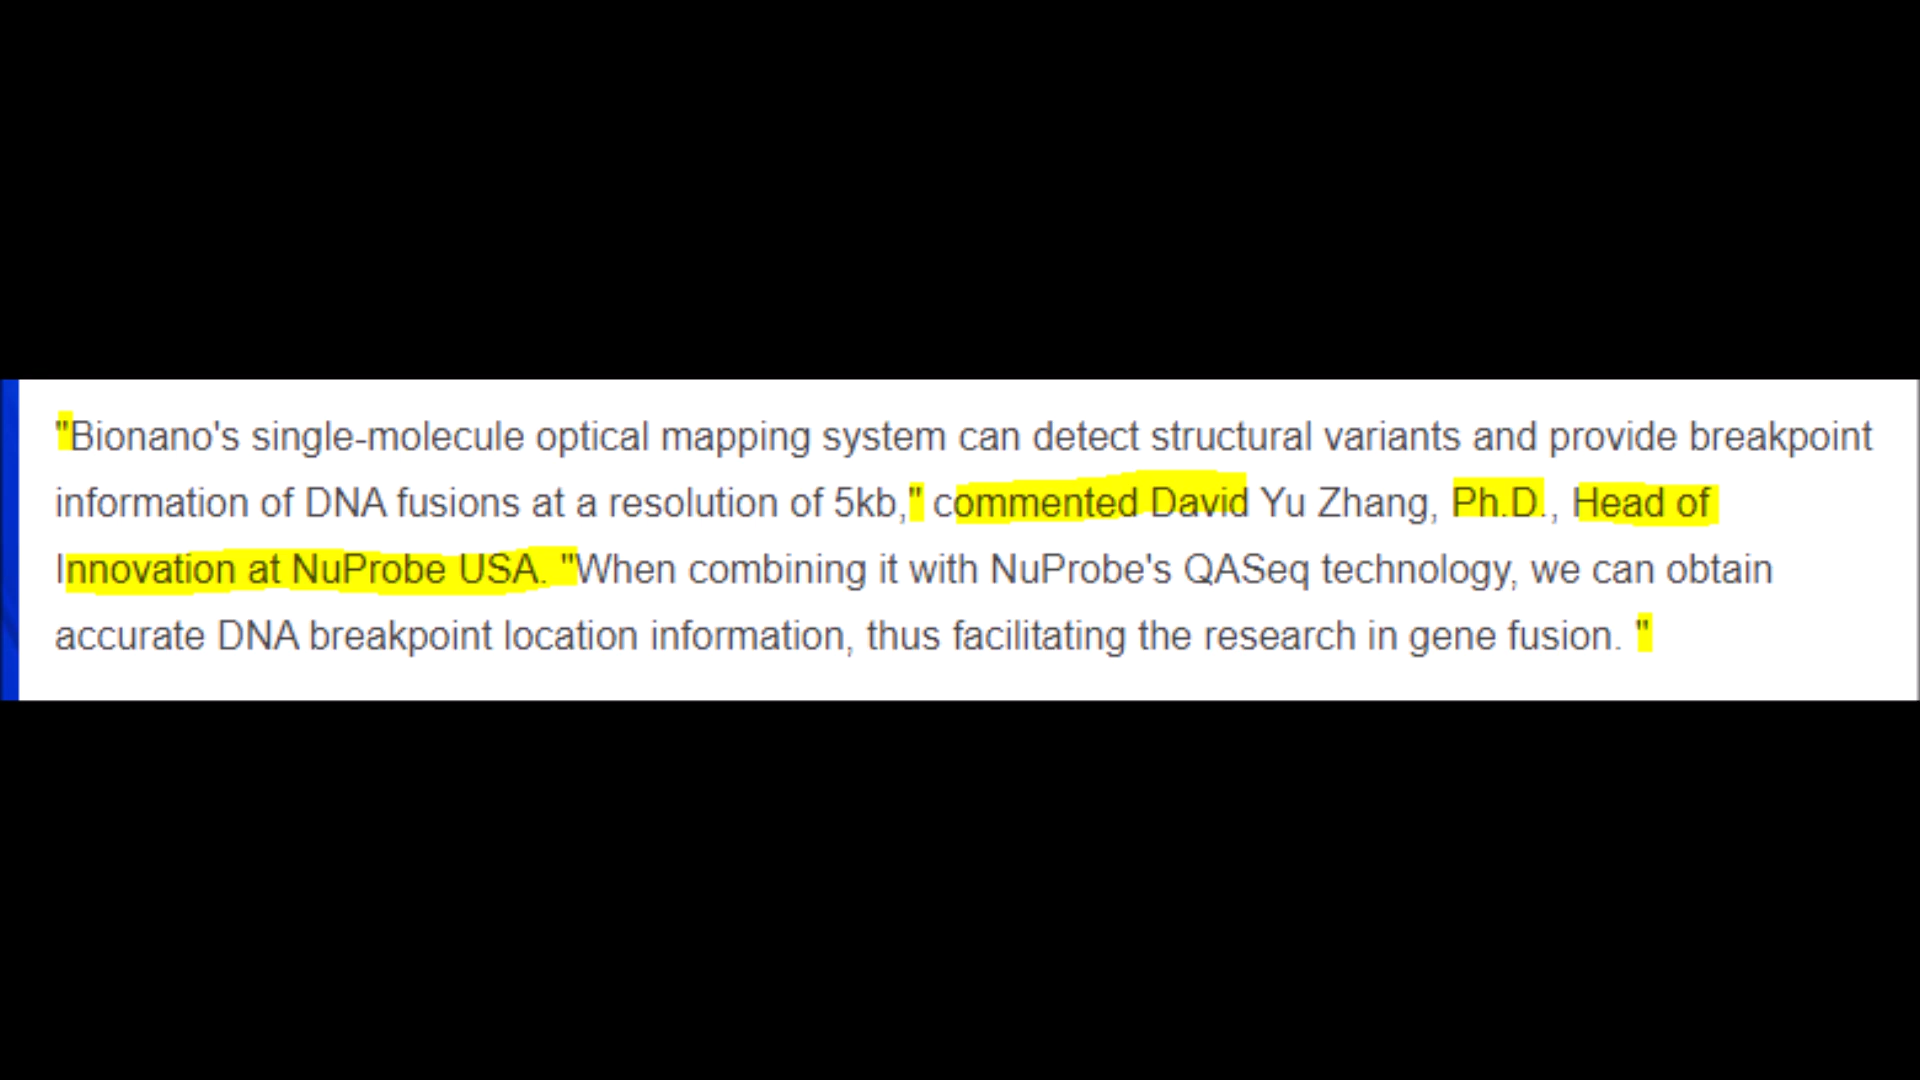 "Bionano's single-molecule optical mapping system can detect structural variants and provide breakpoint
information of DNA fusions at a resolution of 5kb," commented David Yu Zhang, Ph.D., Head of
Innovation at NuProbe USA. "When combining it with NuProbe's QASeq technology, we can obtain
accurate DNA breakpoint location information, thus facilitating the research in gene fusion. "